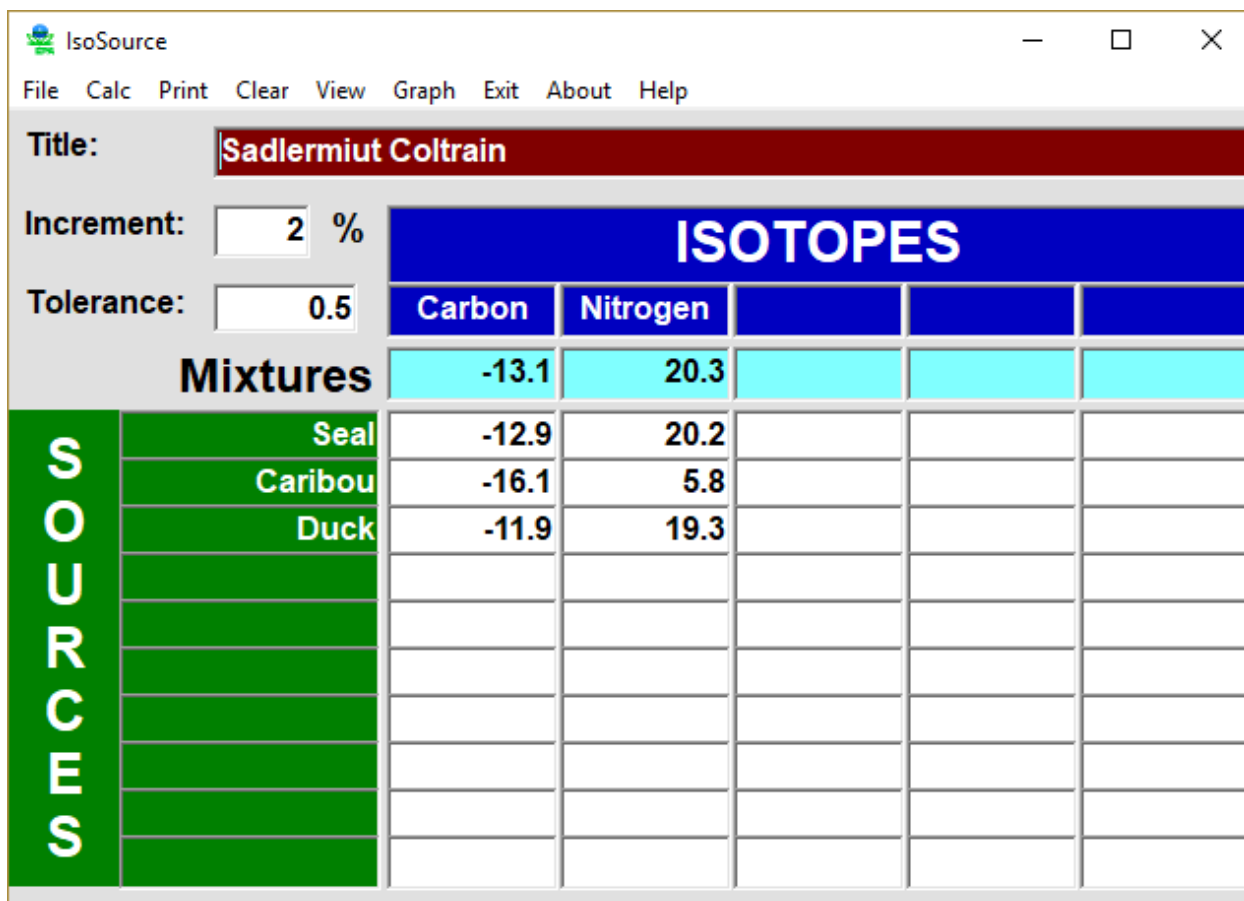 IsoSource
File Calc Print Clear View Graph Exit About Help
Title: Sadlermiut Coltrain
Increment: 2 %
ISOTOPES
Tolerance: 0.5
Carbon Nitrogen
Mixtures -13.1 20.3
SOURCES
Seal -12.9 20.2
Caribou -16.1 5.8
Duck -11.9 19.3